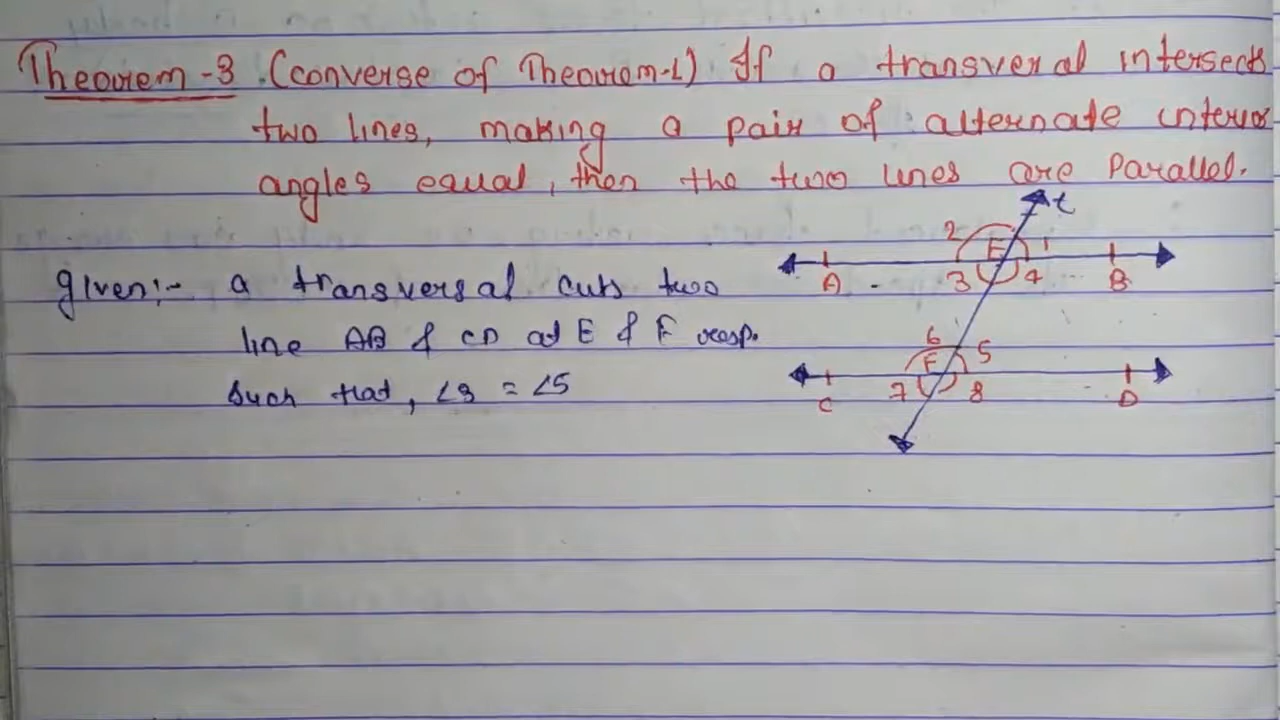 Theorem-3 (converse of Theorem-1) If a transversal intersects
two lines, making a pair of alternate interior
angles equal, then the two lines are Parallel.
given:- a transversal cuts two
line AB & CD at E & F resp.
such that, ∠3 = ∠5
t
2 E 1
A 3 4 B
6
F 5
C 7 8 D